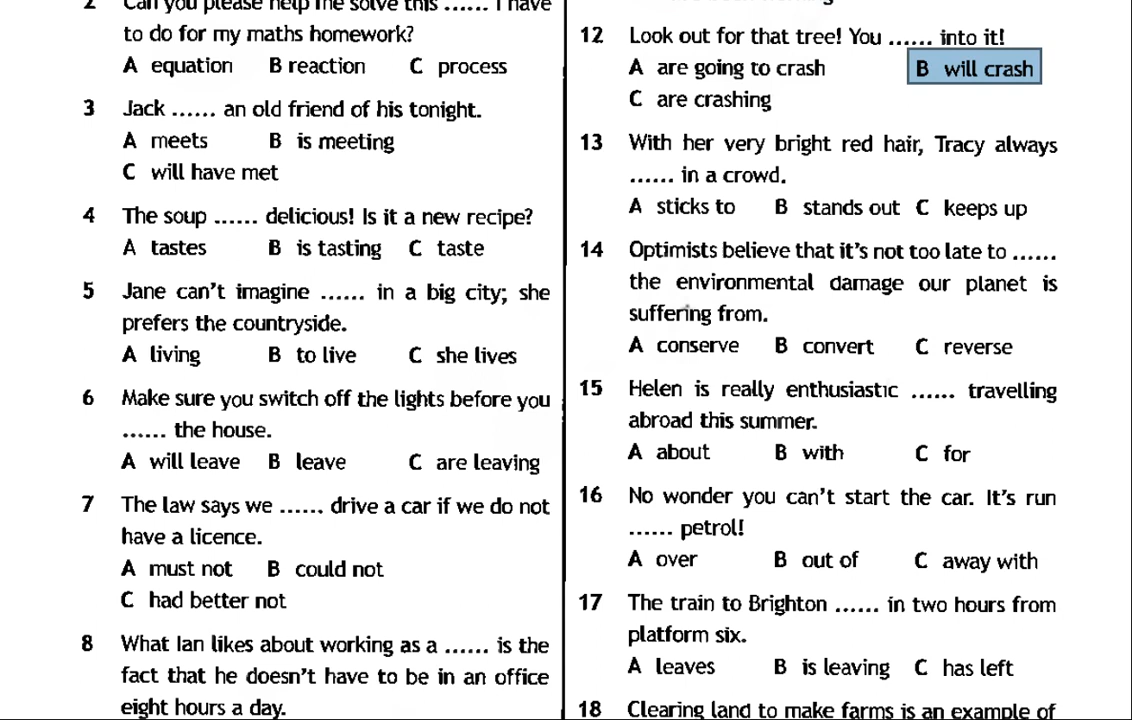 2 Can you please help me solve this ...... I have
to do for my maths homework?
A equation B reaction C process
3 Jack ...... an old friend of his tonight.
A meets B is meeting
C will have met
4 The soup ...... delicious! Is it a new recipe?
A tastes B is tasting C taste
5 Jane can't imagine ...... in a big city; she
prefers the countryside.
A living B to live C she lives
6 Make sure you switch off the lights before you
...... the house.
A will leave B leave C are leaving
7 The law says we ...... drive a car if we do not
have a licence.
A must not B could not
C had better not
8 What Ian likes about working as a ...... is the
fact that he doesn't have to be in an office
eight hours a day.
12 Look out for that tree! You ...... into it!
A are going to crash B will crash
C are crashing
13 With her very bright red hair, Tracy always
...... in a crowd.
A sticks to B stands out C keeps up
14 Optimists believe that it's not too late to ......
the environmental damage our planet is
suffering from.
A conserve B convert C reverse
15 Helen is really enthusiastic ...... travelling
abroad this summer.
A about B with C for
16 No wonder you can't start the car. It's run
...... petrol!
A over B out of C away with
17 The train to Brighton ...... in two hours from
platform six.
A leaves B is leaving C has left
18 Clearing land to make farms is an example of